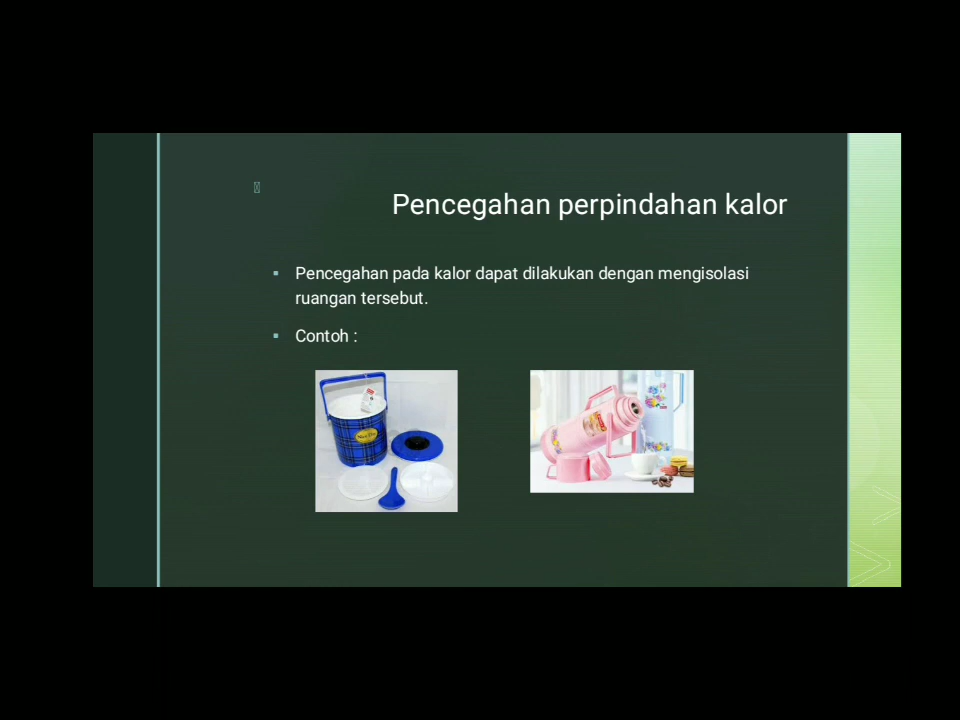 Pencegahan perpindahan kalor
Pencegahan pada kalor dapat dilakukan dengan mengisolasi
ruangan tersebut.
Contoh :